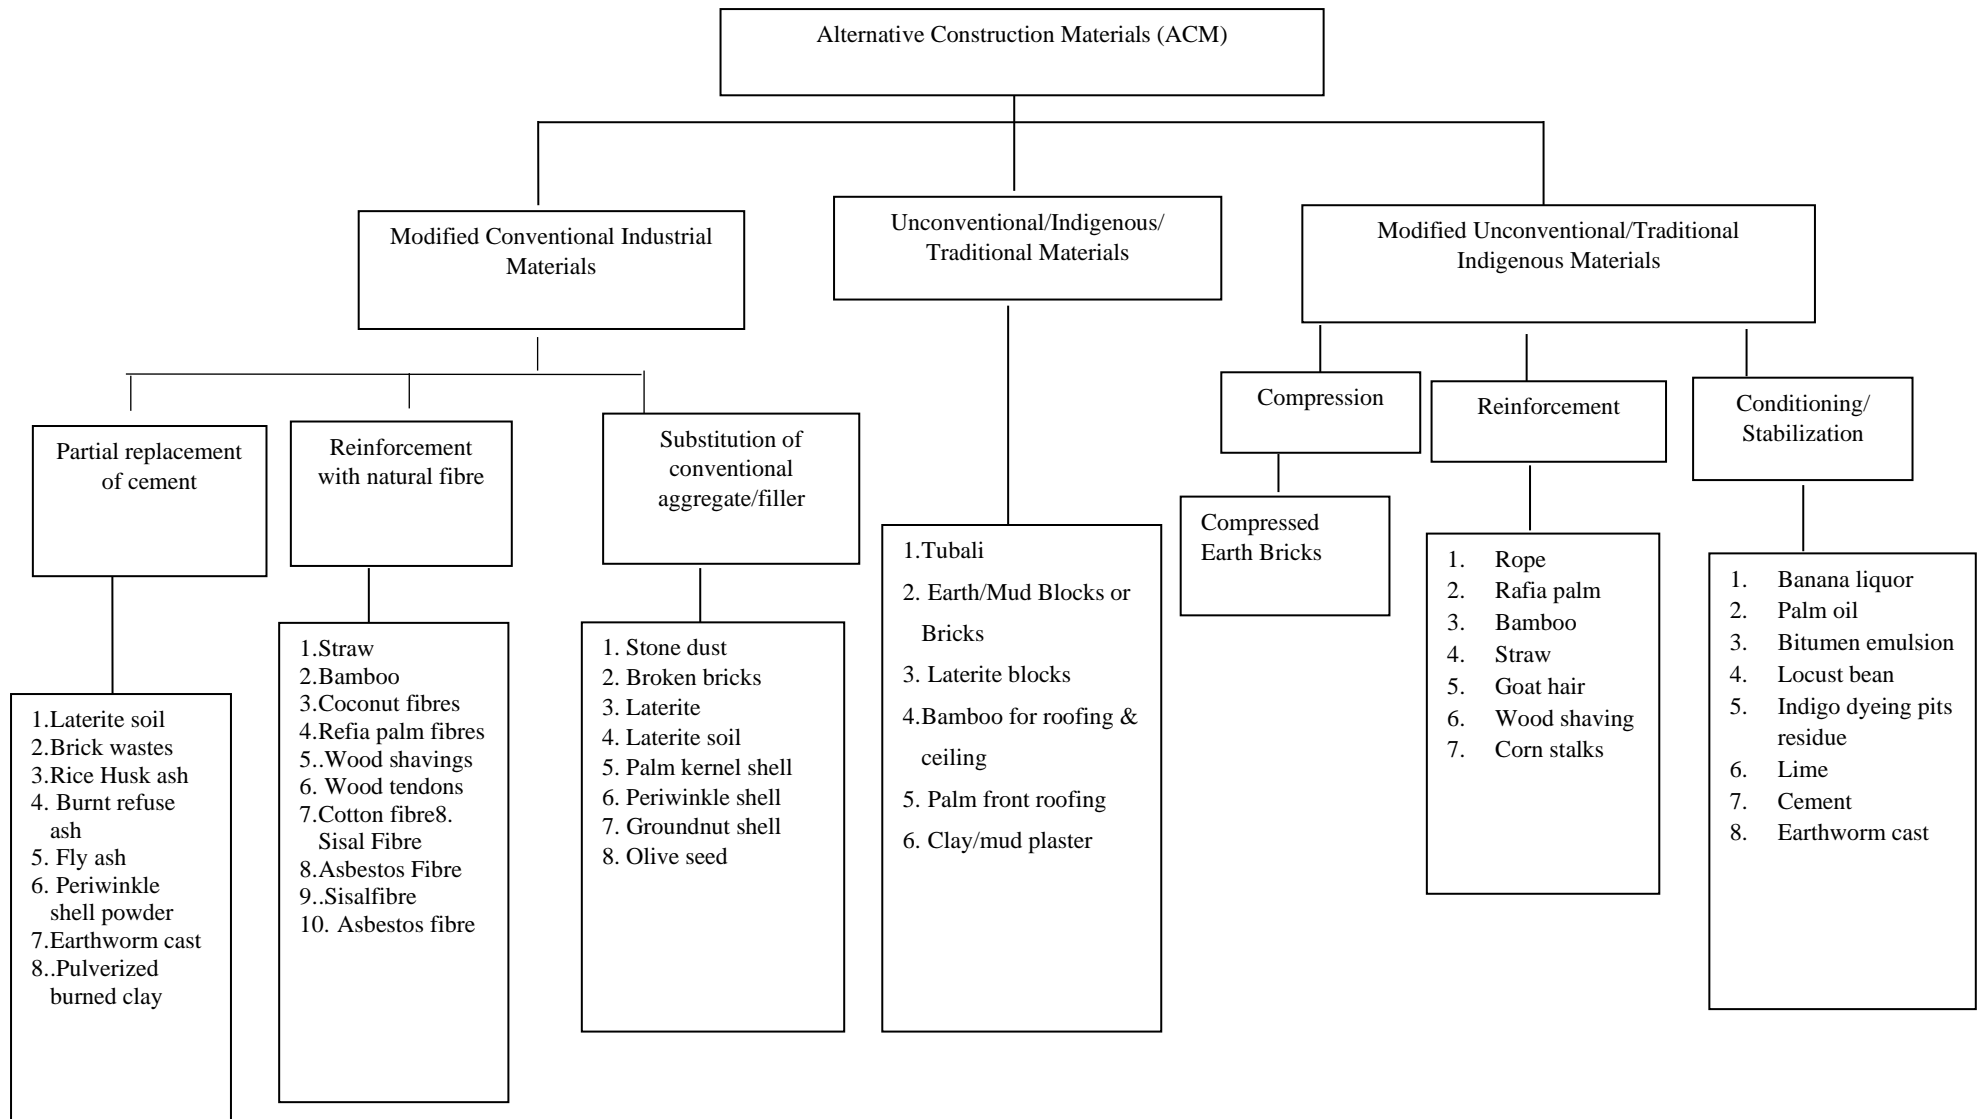 Alternative Construction Materials (ACM)
Modified Conventional Industrial
Materials
Unconventional/Indigenous/
Traditional Materials
Modified Unconventional/Traditional
Indigenous Materials
Partial replacement
of cement
Reinforcement
with natural fibre
Substitution of
conventional
aggregate/filler
Compression
Reinforcement
Conditioning/
Stabilization
1.Laterite soil
2.Brick wastes
3.Rice Husk ash
4. Burnt refuse
ash
5. Fly ash
6. Periwinkle
shell powder
7.Earthworm cast
8..Pulverized
burned clay
1.Straw
2.Bamboo
3.Coconut fibres
4.Refia palm fibres
5..Wood shavings
6. Wood tendons
7.Cotton fibre8.
Sisal Fibre
8.Asbestos Fibre
9..Sisalfibre
10. Asbestos fibre
1. Stone dust
2. Broken bricks
3. Laterite
4. Laterite soil
5. Palm kernel shell
6. Periwinkle shell
7. Groundnut shell
8. Olive seed
1.Tubali
2. Earth/Mud Blocks or
Bricks
3. Laterite blocks
4.Bamboo for roofing &
ceiling
5. Palm front roofing
6. Clay/mud plaster
Compressed
Earth Bricks
1. Rope
2. Rafia palm
3. Bamboo
4. Straw
5. Goat hair
6. Wood shaving
7. Corn stalks
1. Banana liquor
2. Palm oil
3. Bitumen emulsion
4. Locust bean
5. Indigo dyeing pits
residue
6. Lime
7. Cement
8. Earthworm cast